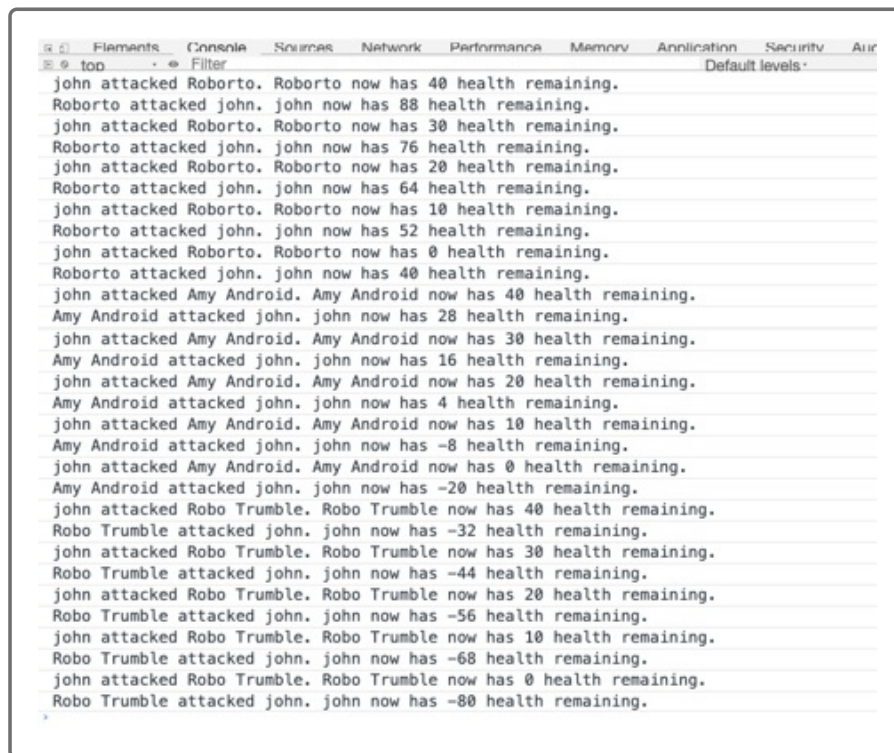 Elements Console Sources Network Performance Memory Application Security
top Filter Default levels
john attacked Roborto. Roborto now has 40 health remaining.
Roborto attacked john. john now has 88 health remaining.
john attacked Roborto. Roborto now has 30 health remaining.
Roborto attacked john. john now has 76 health remaining.
john attacked Roborto. Roborto now has 20 health remaining.
Roborto attacked john. john now has 64 health remaining.
john attacked Roborto. Roborto now has 10 health remaining.
Roborto attacked john. john now has 52 health remaining.
john attacked Roborto. Roborto now has 0 health remaining.
Roborto attacked john. john now has 40 health remaining.
john attacked Amy Android. Amy Android now has 40 health remaining.
Amy Android attacked john. john now has 28 health remaining.
john attacked Amy Android. Amy Android now has 30 health remaining.
Amy Android attacked john. john now has 16 health remaining.
john attacked Amy Android. Amy Android now has 20 health remaining.
Amy Android attacked john. john now has 4 health remaining.
john attacked Amy Android. Amy Android now has 10 health remaining.
Amy Android attacked john. john now has -8 health remaining.
john attacked Amy Android. Amy Android now has 0 health remaining.
Amy Android attacked john. john now has -20 health remaining.
john attacked Robo Trumble. Robo Trumble now has 40 health remaining.
Robo Trumble attacked john. john now has -32 health remaining.
john attacked Robo Trumble. Robo Trumble now has 30 health remaining.
Robo Trumble attacked john. john now has -44 health remaining.
john attacked Robo Trumble. Robo Trumble now has 20 health remaining.
Robo Trumble attacked john. john now has -56 health remaining.
john attacked Robo Trumble. Robo Trumble now has 10 health remaining.
Robo Trumble attacked john. john now has -68 health remaining.
john attacked Robo Trumble. Robo Trumble now has 0 health remaining.
Robo Trumble attacked john. john now has -80 health remaining.